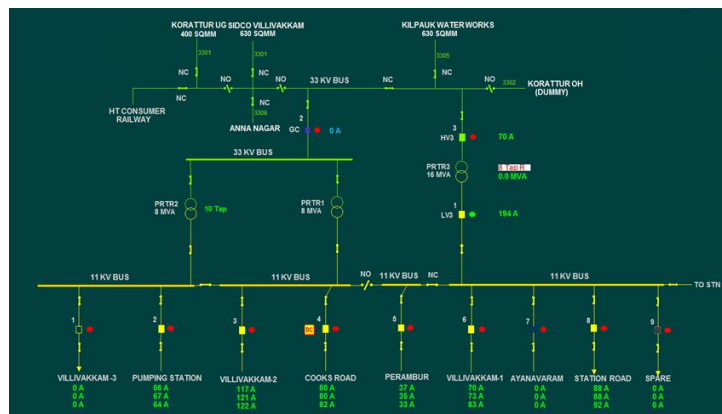 KORATTUR UG SIDCO VILLIVAKKAM
400 SQMM 630 SQMM
KILPAUK WATER WORKS
630 SQMM
3301 3301 3305
NC NC NO NO 33 KV BUS NC NC NO 3302
KORATTUR OH
(DUMMY)
HT CONSUMER
RAILWAY
NC NC
3308
ANNA NAGAR
2
GC 0 A
3
HV3 70 A
33 KV BUS
PRTR3
16 MVA
8 Tap R
0.0 MVA
PRTR2
8 MVA
10 Tap
PRTR1
8 MVA
1
LV3 194 A
11 KV BUS 11 KV BUS NO 11 KV BUS NC 11 KV BUS
TO STN
1 2 3 4 5 6 7 8 9
VILLIVAKKAM -3 PUMPING STATION VILLIVAKKAM-2 COOKS ROAD PERAMBUR VILLIVAKKAM-1 AYANAVARAM STATION ROAD SPARE
0 A 66 A 117 A 80 A 37 A 70 A 0 A 88 A 0 A
0 A 67 A 121 A 80 A 35 A 73 A 0 A 88 A 0 A
0 A 64 A 122 A 82 A 33 A 83 A 0 A 92 A 0 A